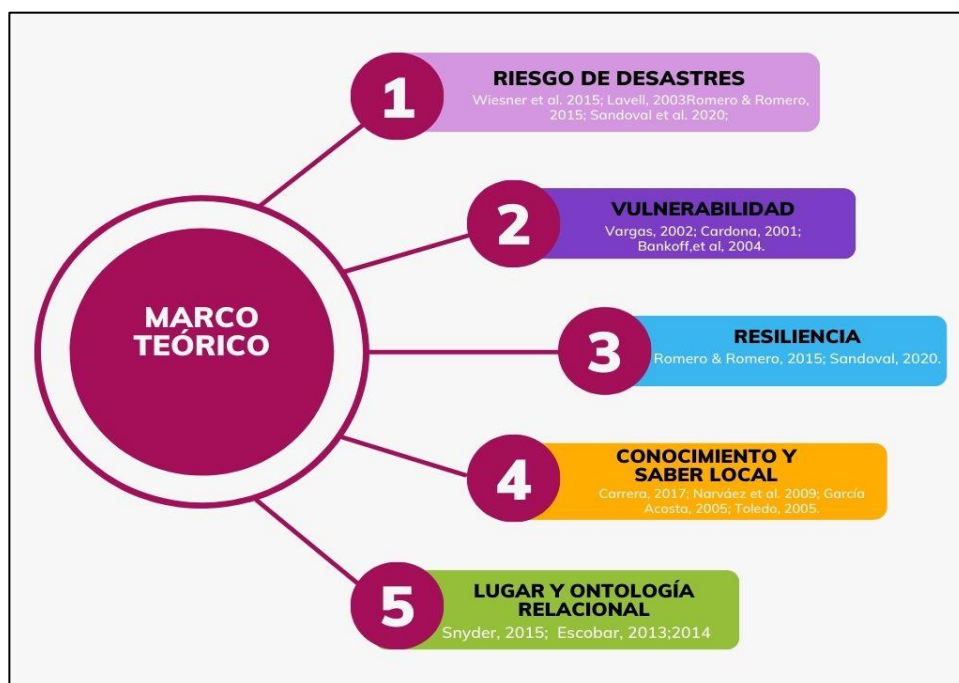 MARCO
TEÓRICO
1
RIESGO DE DESASTRES
Wiesner et al. 2015; Lavell, 2003Romero & Romero,
2015; Sandoval et al. 2020;
2
VULNERABILIDAD
Vargas, 2002; Cardona, 2001;
Bankoff,et al, 2004.
3
RESILIENCIA
Romero & Romero, 2015; Sandoval, 2020.
4
CONOCIMIENTO Y
SABER LOCAL
Carrera, 2017; Narváez et al. 2009; García
Acosta, 2005; Toledo, 2005.
5
LUGAR Y ONTOLOGÍA
RELACIONAL
Snyder, 2015;  Escobar, 2013;2014